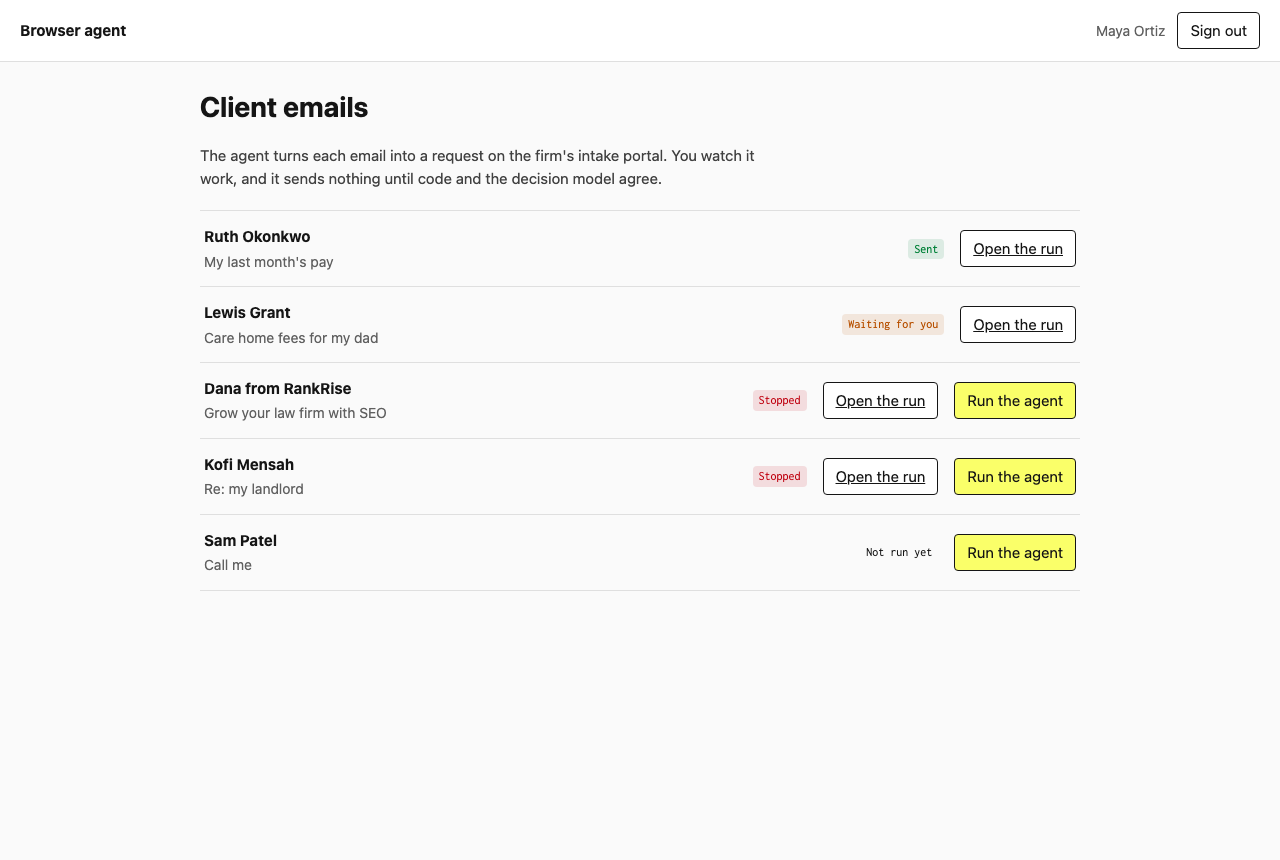 Browser agent
Maya Ortiz
Sign out
Client emails
The agent turns each email into a request on the firm's intake portal. You watch it
work, and it sends nothing until code and the decision model agree.
Ruth Okonkwo
My last month's pay
Sent
Open the run
Lewis Grant
Care home fees for my dad
Waiting for you
Open the run
Dana from RankRise
Grow your law firm with SEO
Stopped
Open the run
Run the agent
Kofi Mensah
Re: my landlord
Stopped
Open the run
Run the agent
Sam Patel
Call me
Not run yet
Run the agent